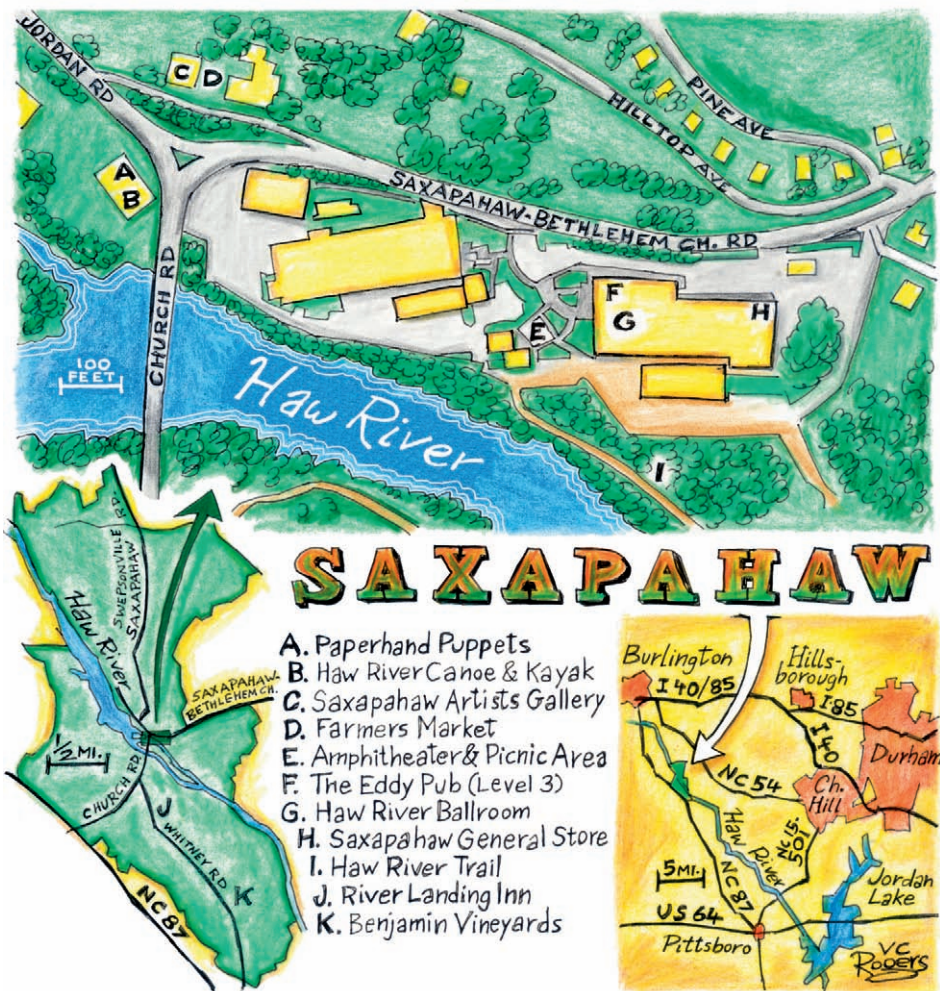 JORDAN RD
C D
A
B
PINE AVE
HILLTOP AVE
SAXAPAHAW-BETHLEHEM CH. RD
CHURCH RD
100
FEET
Haw River
E
F
G
H
I
SAXAPAHAW
SWEPSONVILLE RD.
SAXAPAHAW
Haw River
SAXAPAHAW-
BETHLEHEM CH.
1/2 MI.
CHURCH RD
J
WHITNEY RD
K
NC 87
A. Paperhand Puppets
B. Haw River Canoe & Kayak
C. Saxapahaw Artists Gallery
D. Farmers Market
E. Amphitheater & Picnic Area
F. The Eddy Pub (Level 3)
G. Haw River Ballroom
H. Saxapahaw General Store
I. Haw River Trail
J. River Landing Inn
K. Benjamin Vineyards
Burlington
I 40/85
Hills-
borough
I-85
I 40
Durham
NC 54
Ch.
Hill
Haw River
NC 15-
501
5 MI.
NC 87
Jordan
Lake
US 64
Pittsboro
VC
Rogers